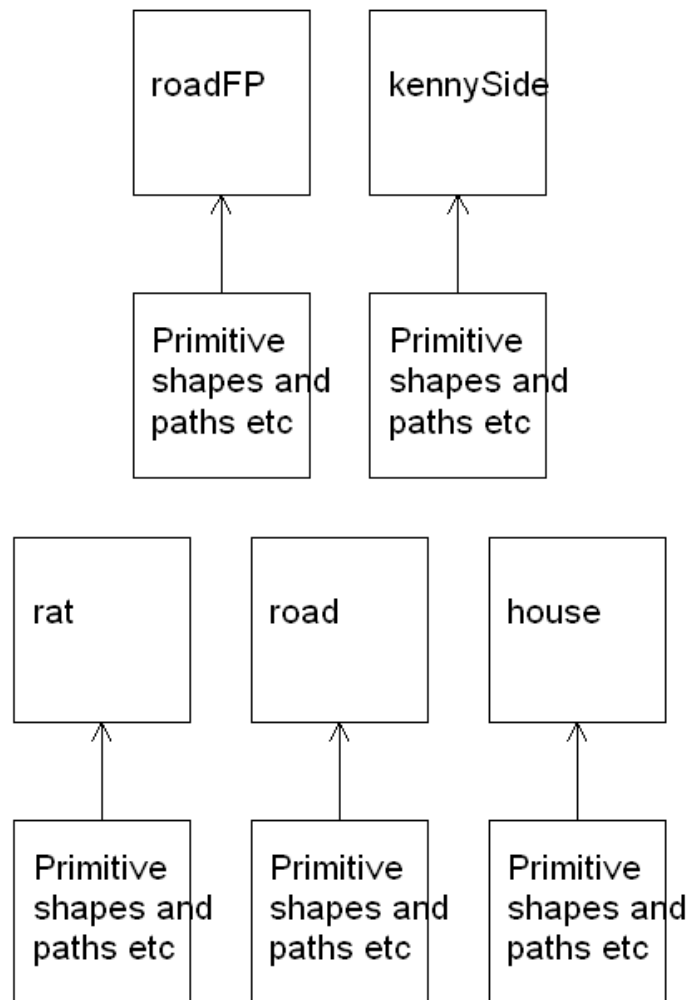 roadFP
kennySide
Primitive
shapes and
paths etc
Primitive
shapes and
paths etc
rat
road
house
Primitive
shapes and
paths etc
Primitive
shapes and
paths etc
Primitive
shapes and
paths etc